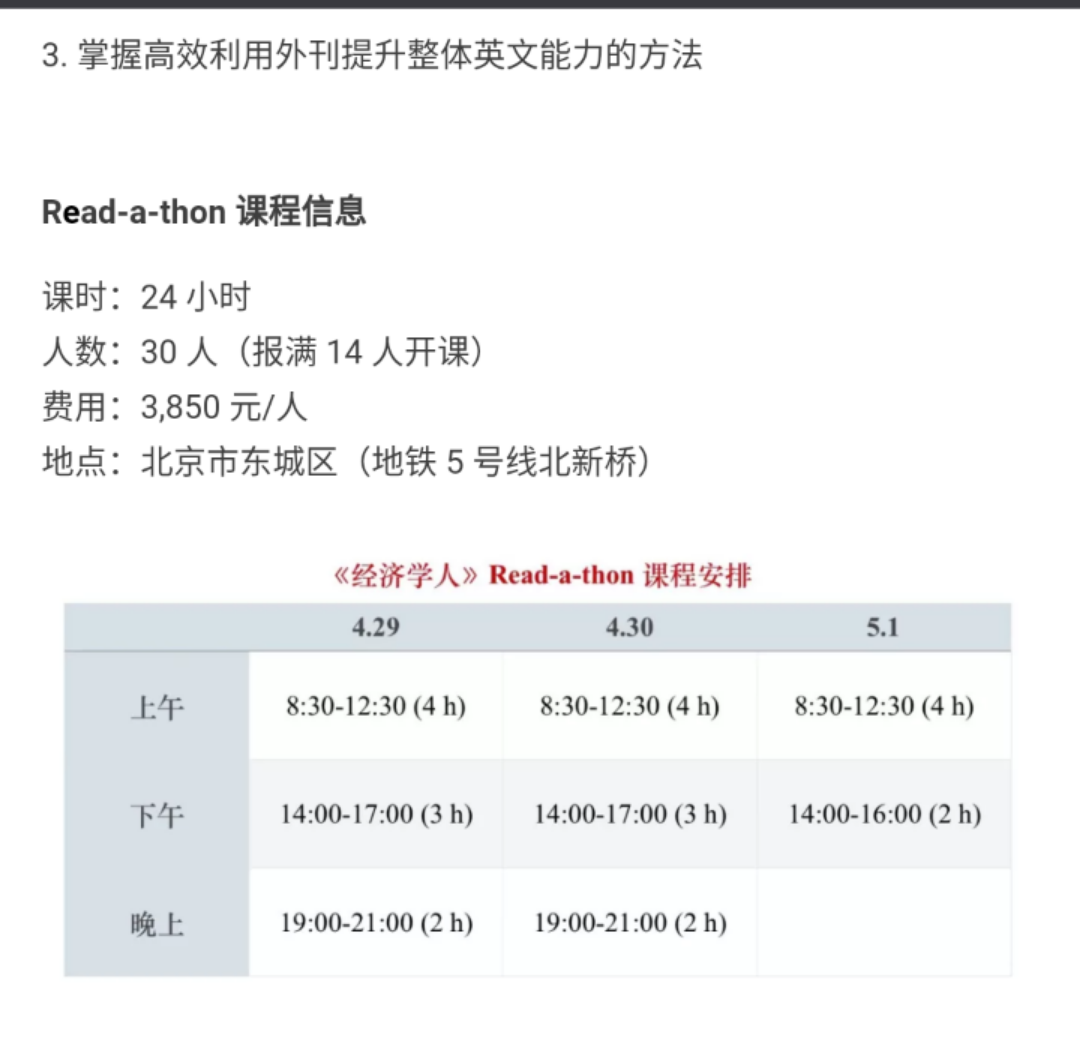 3. 掌握高效利用外刊提升整体英文能力的方法
Read-a-thon 课程信息
课时：24 小时
人数：30 人（报满 14 人开课）
费用：3,850 元/人
地点：北京市东城区（地铁 5 号线北新桥）
《经济学人》Read-a-thon 课程安排
4.29 4.30 5.1
上午 8:30-12:30 (4 h) 8:30-12:30 (4 h) 8:30-12:30 (4 h)
下午 14:00-17:00 (3 h) 14:00-17:00 (3 h) 14:00-16:00 (2 h)
晚上 19:00-21:00 (2 h) 19:00-21:00 (2 h)